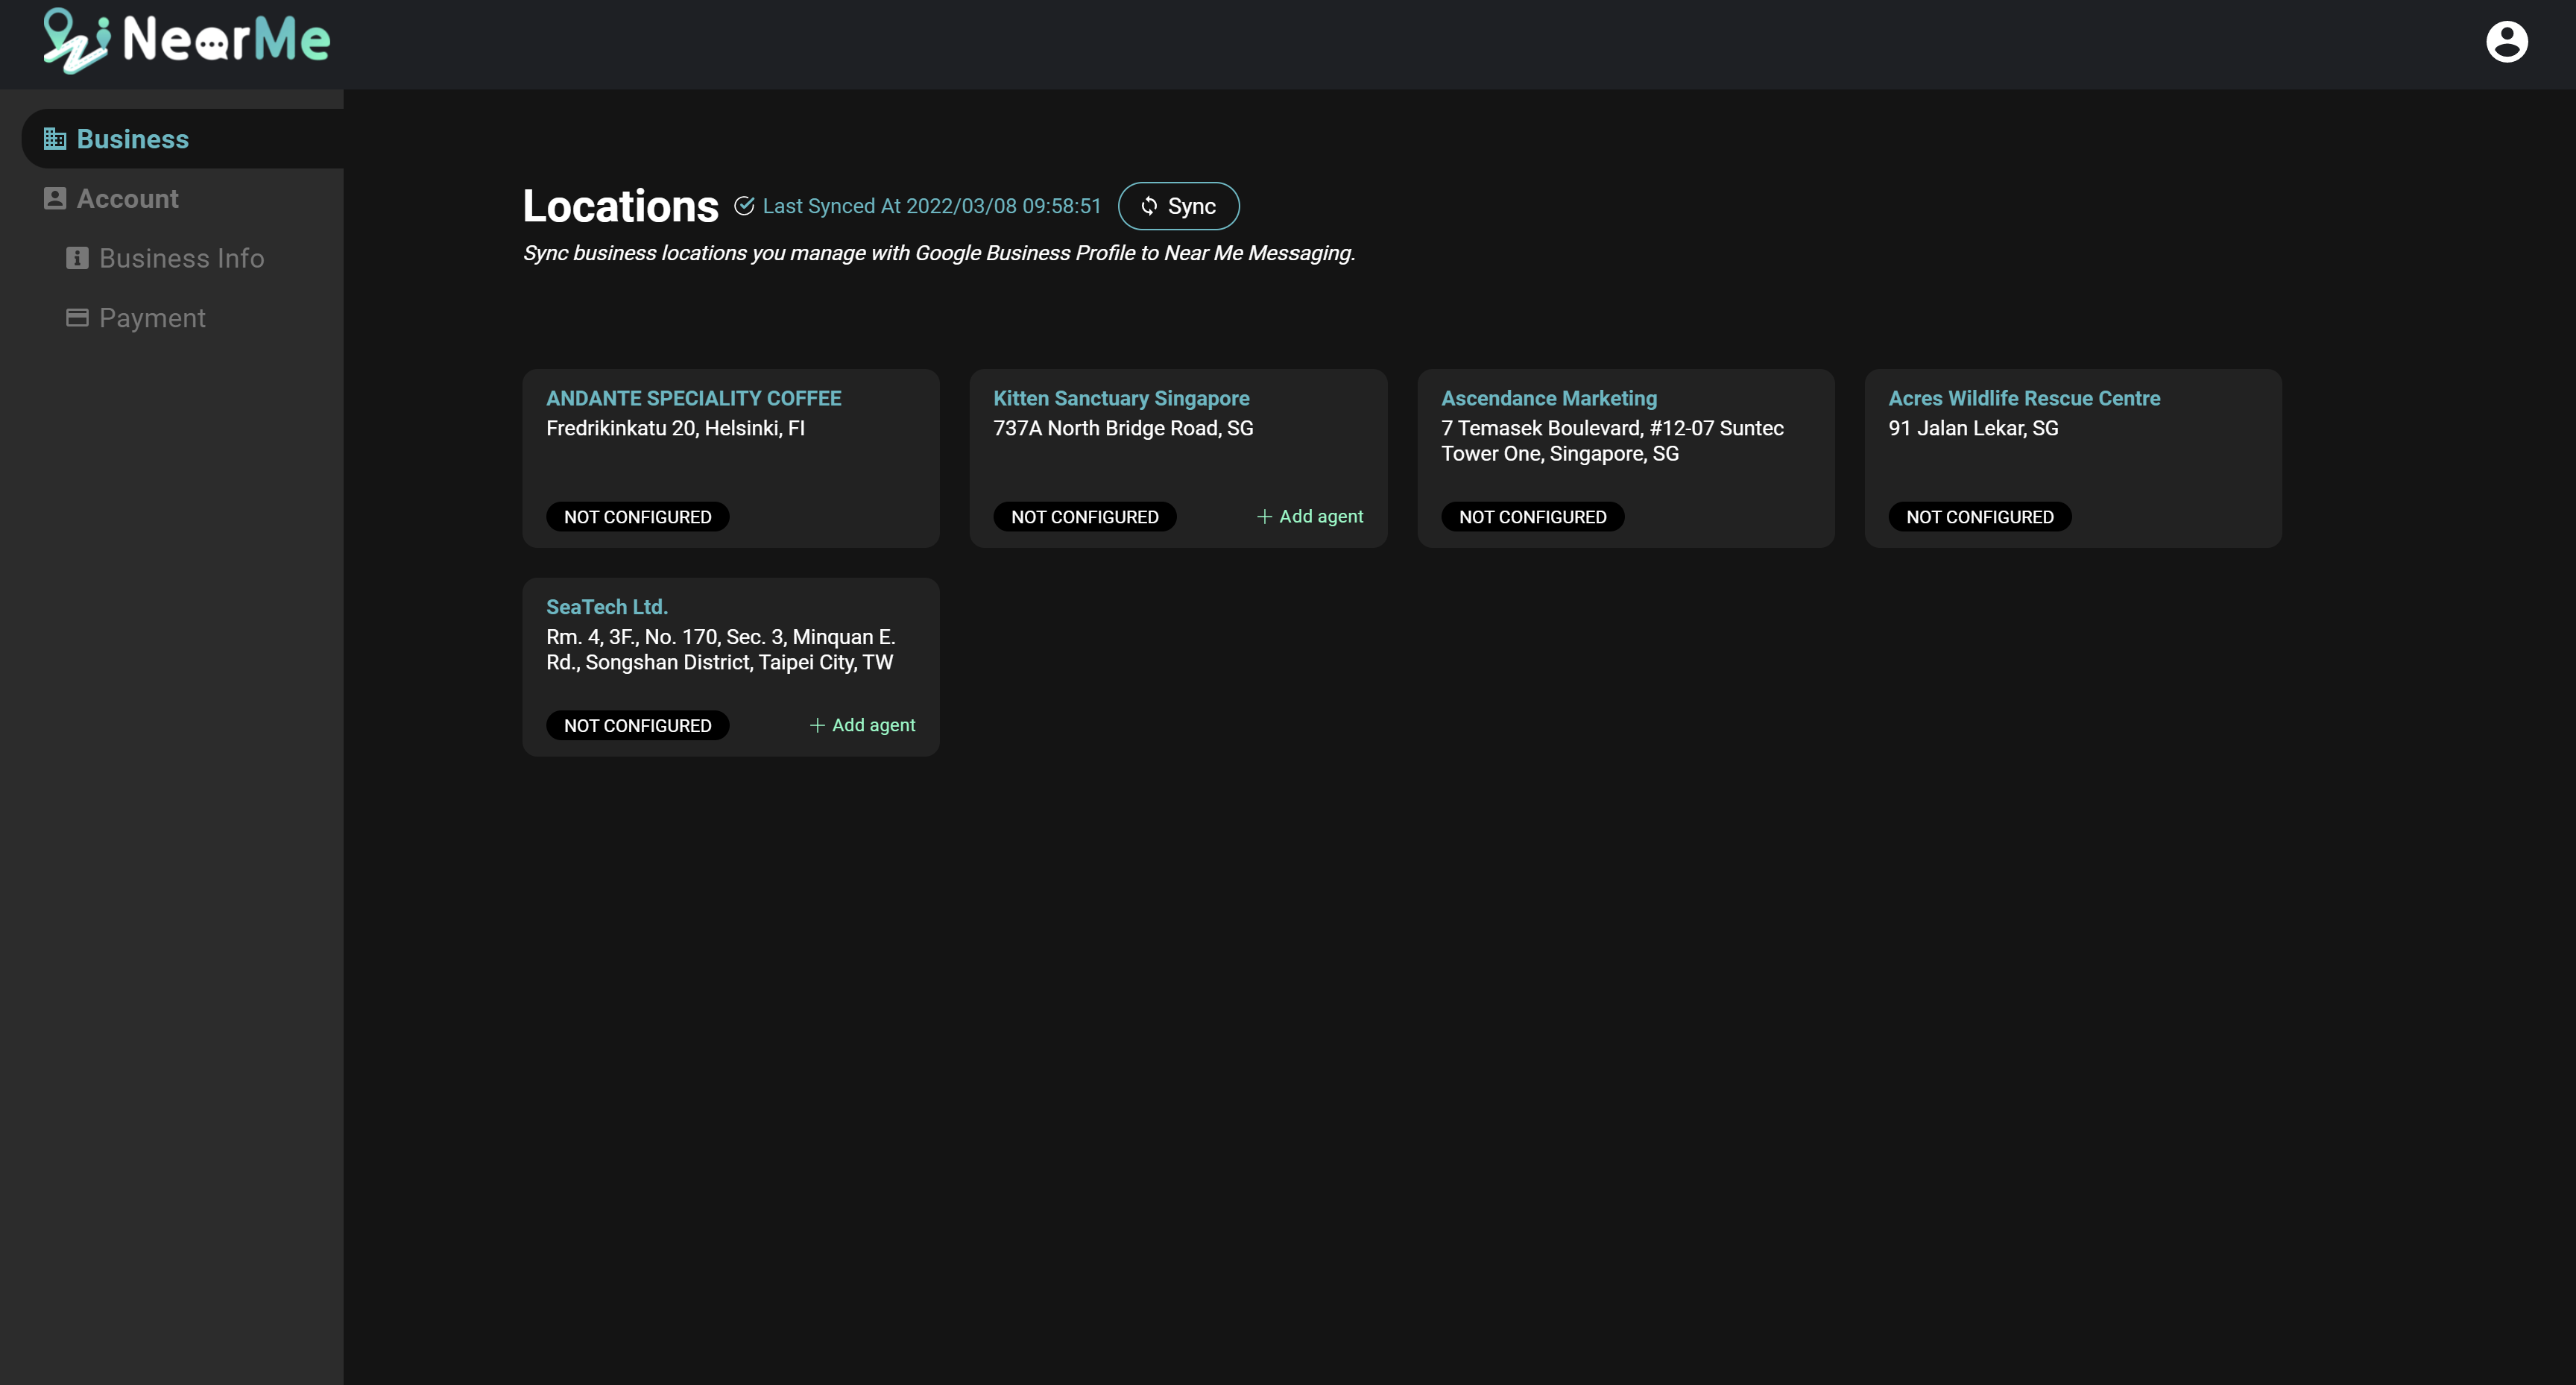 NearMe
Business
Account
Business Info
Payment
Locations
Last Synced At 2022/03/08 09:58:51
Sync
Sync business locations you manage with Google Business Profile to Near Me Messaging.
ANDANTE SPECIALITY COFFEE
Fredrikinkatu 20, Helsinki, FI
NOT CONFIGURED
Kitten Sanctuary Singapore
737A North Bridge Road, SG
NOT CONFIGURED
Add agent
Ascendance Marketing
7 Temasek Boulevard, #12-07 Suntec
Tower One, Singapore, SG
NOT CONFIGURED
Acres Wildlife Rescue Centre
91 Jalan Lekar, SG
NOT CONFIGURED
SeaTech Ltd.
Rm. 4, 3F., No. 170, Sec. 3, Minquan E.
Rd., Songshan District, Taipei City, TW
NOT CONFIGURED
Add agent